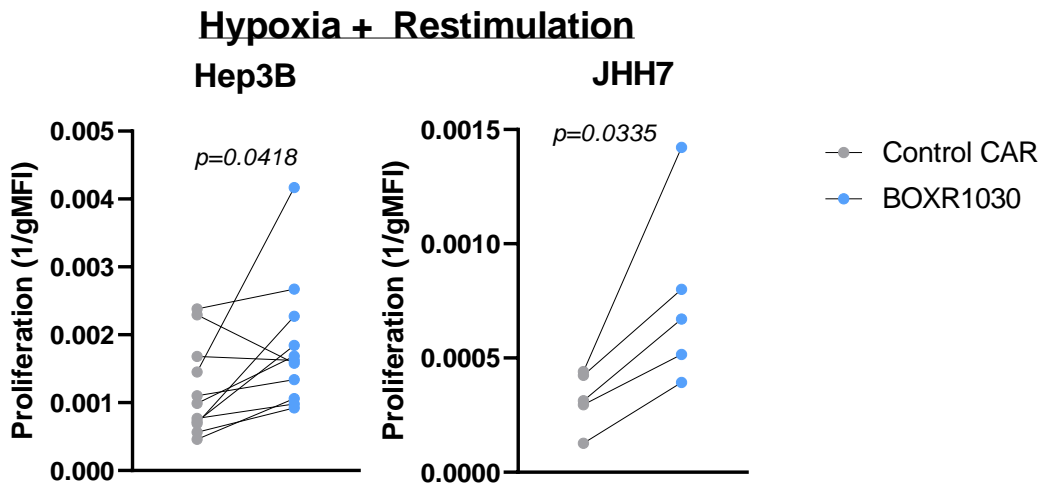 Hypoxia + Restimulation
Hep3B
Proliferation (1/gMFI)
0.005
0.004
0.003
0.002
0.001
0.000
p=0.0418
JHH7
Proliferation (1/gMFI)
0.0015
0.0010
0.0005
0.0000
p=0.0335
Control CAR
BOXR1030